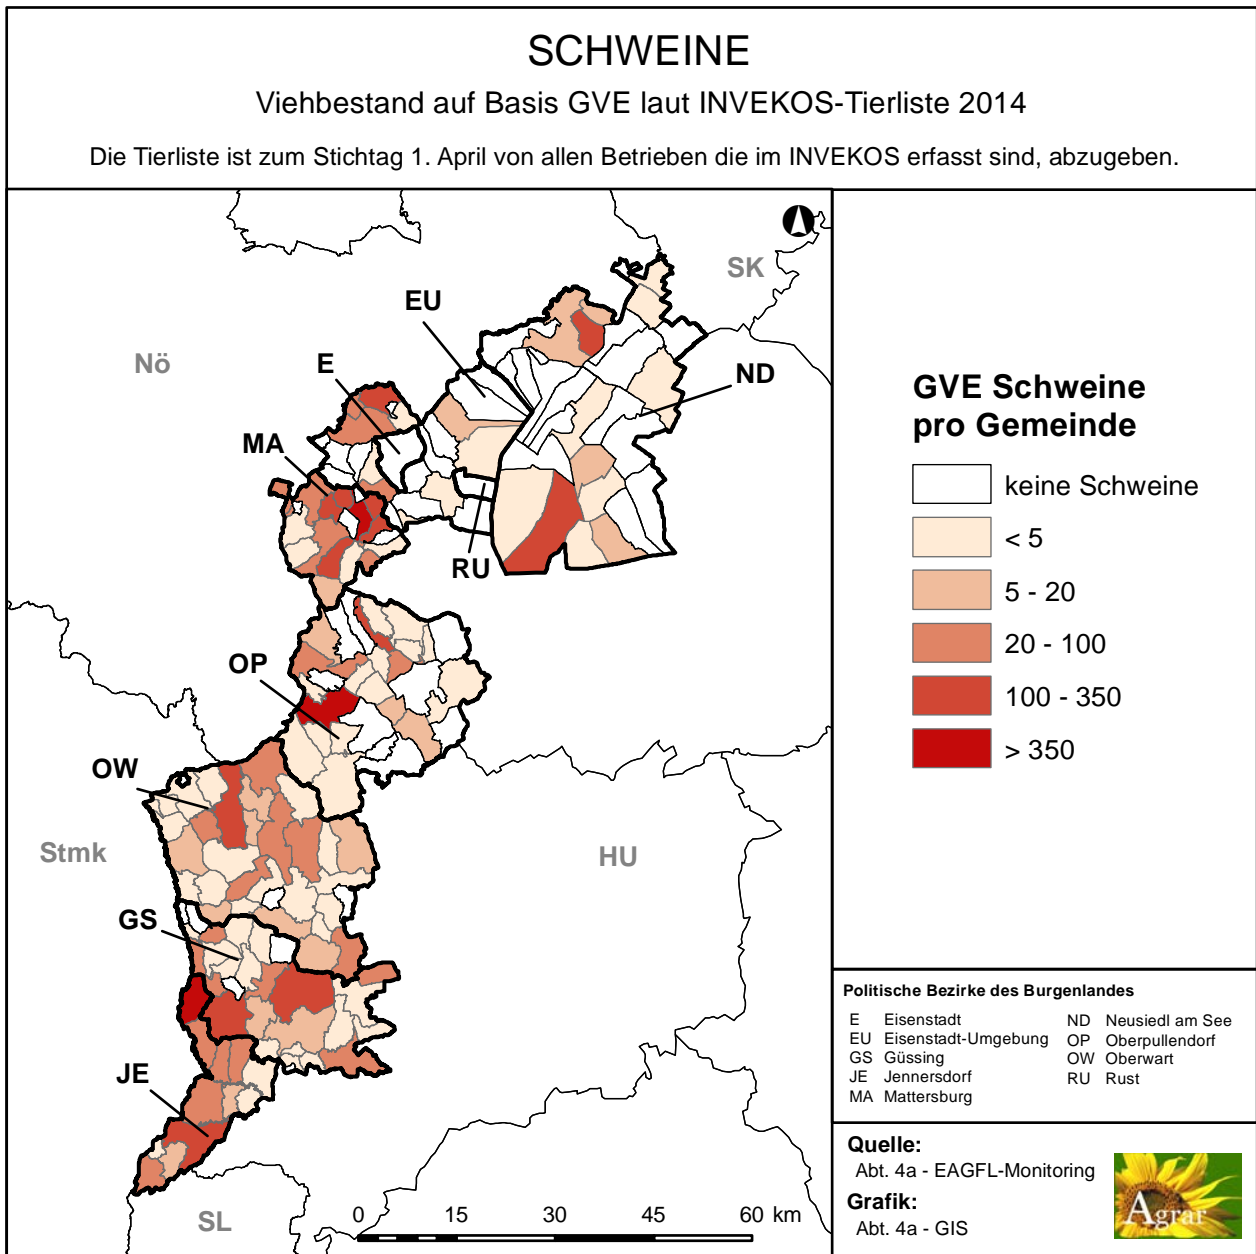 SCHWEINE
Viehbestand auf Basis GVE laut INVEKOS-Tierliste 2014
Die Tierliste ist zum Stichtag 1. April von allen Betrieben die im INVEKOS erfasst sind, abzugeben.
SK
EU
Nö
E
ND
MA
RU
OP
OW
Stmk
HU
GS
JE
SL
0 15 30 45 60 km
GVE Schweine
pro Gemeinde
keine Schweine
< 5
5 - 20
20 - 100
100 - 350
> 350
Politische Bezirke des Burgenlandes
E Eisenstadt
EU Eisenstadt-Umgebung
GS Güssing
JE Jennersdorf
MA Mattersburg
ND Neusiedl am See
OP Oberpullendorf
OW Oberwart
RU Rust
Quelle:
Abt. 4a - EAGFL-Monitoring
Grafik:
Abt. 4a - GIS
Agrar